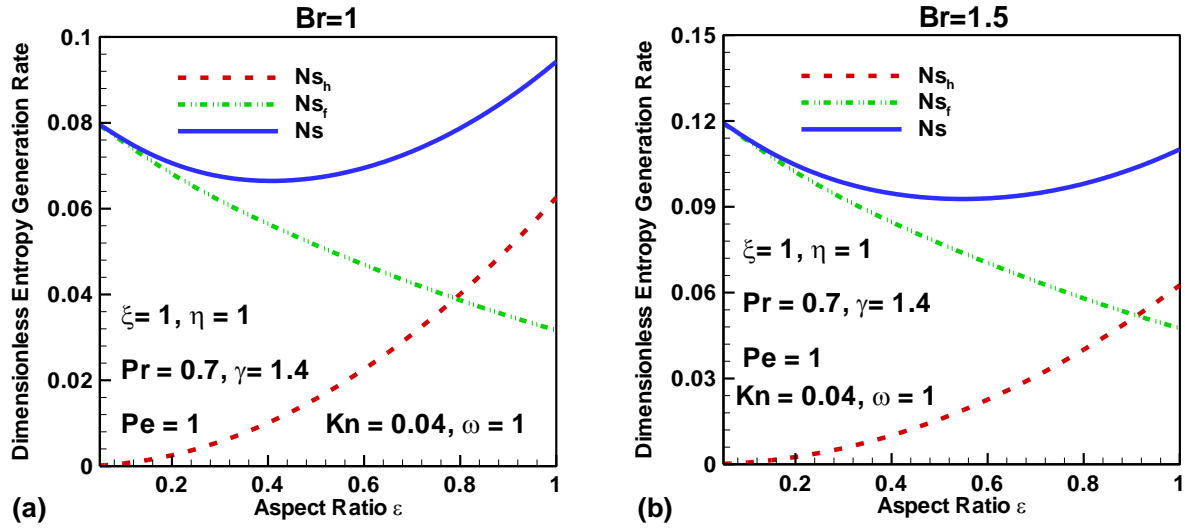 Br=1
Dimensionless Entropy Generation Rate
0.1
0.08
0.06
0.04
0.02
0
Ns_h
Ns_f
Ns
ξ= 1, η = 1
Pr = 0.7, γ= 1.4
Pe = 1
Kn = 0.04, ω = 1
0.2 0.4 0.6 0.8 1
Aspect Ratio ε
(a)
Br=1.5
Dimensionless Entropy Generation Rate
0.15
0.12
0.09
0.06
0.03
0
Ns_h
Ns_f
Ns
ξ= 1, η = 1
Pr = 0.7, γ= 1.4
Pe = 1
Kn = 0.04, ω = 1
0.2 0.4 0.6 0.8 1
Aspect Ratio ε
(b)